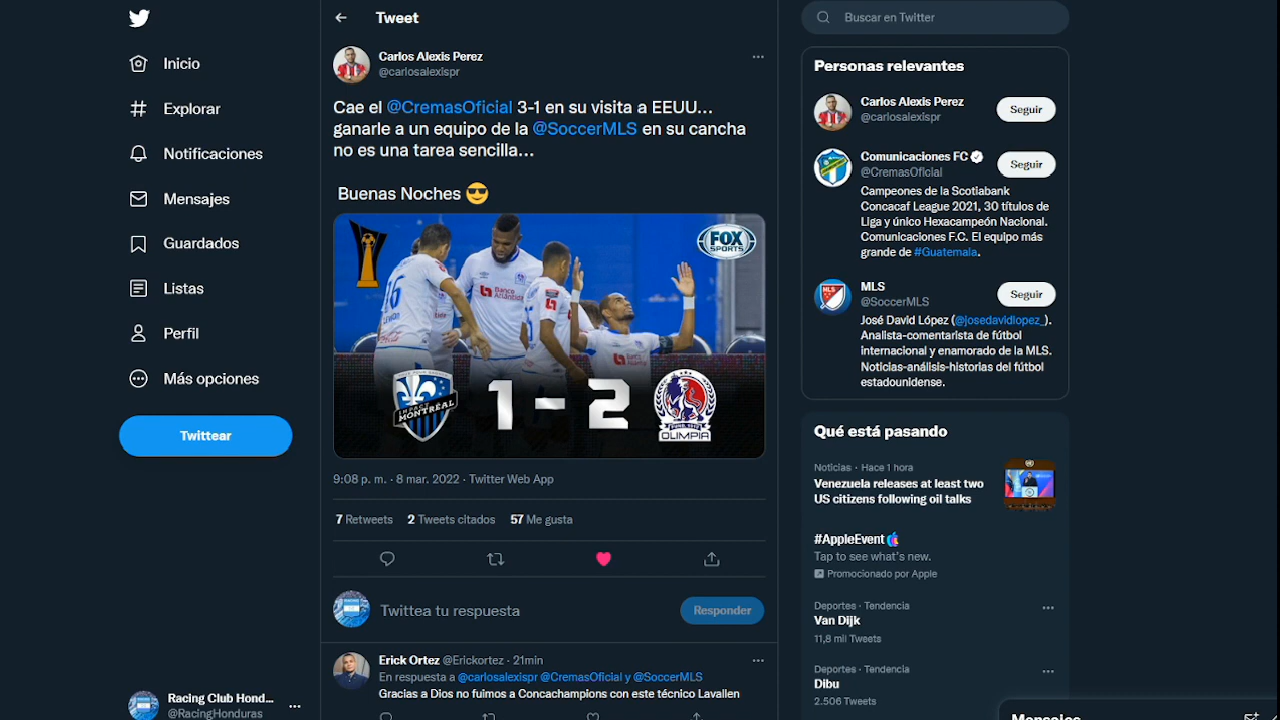 Inicio
Explorar
Notificaciones
Mensajes
Guardados
Listas
Perfil
Más opciones
Twittear
Racing Club Hond...
@RacingHonduras
Tweet
Carlos Alexis Perez
@carlosalexispr
Cae el @CremasOficial 3-1 en su visita a EEUU...
ganarle a un equipo de la @SoccerMLS en su cancha
no es una tarea sencilla...
Buenas Noches 😎
FOX
SPORTS
Banco
Atlántida
IMPACT
MONTRÉAL
1 - 2
OLIMPIA
9:08 p. m. · 8 mar. 2022 · Twitter Web App
7 Retweets 2 Tweets citados 57 Me gusta
Twittea tu respuesta
Responder
Erick Ortez @Erickortez · 21min
En respuesta a @carlosalexispr @CremasOficial y @SoccerMLS
Gracias a Dios no fuimos a Concachampions con este técnico Lavallen
Buscar en Twitter
Personas relevantes
Carlos Alexis Perez
@carlosalexispr
Seguir
Comunicaciones FC
@CremasOficial
Seguir
Campeones de la Scotiabank
Concacaf League 2021, 30 títulos de
Liga y único Hexacampeón Nacional.
Comunicaciones F.C. El equipo más
grande de #Guatemala.
MLS
MLS
@SoccerMLS
Seguir
José David López (@josedavidlopez_).
Analista-comentarista de fútbol
internacional y enamorado de la MLS.
Noticias-análisis-historias del fútbol
estadounidense.
Qué está pasando
Noticias · Hace 1 hora
Venezuela releases at least two
US citizens following oil talks
#AppleEvent
Tap to see what's new.
Promocionado por Apple
Deportes · Tendencia
Van Dijk
11,8 mil Tweets
Deportes · Tendencia
Dibu
2.505 Tweets
Mensajes